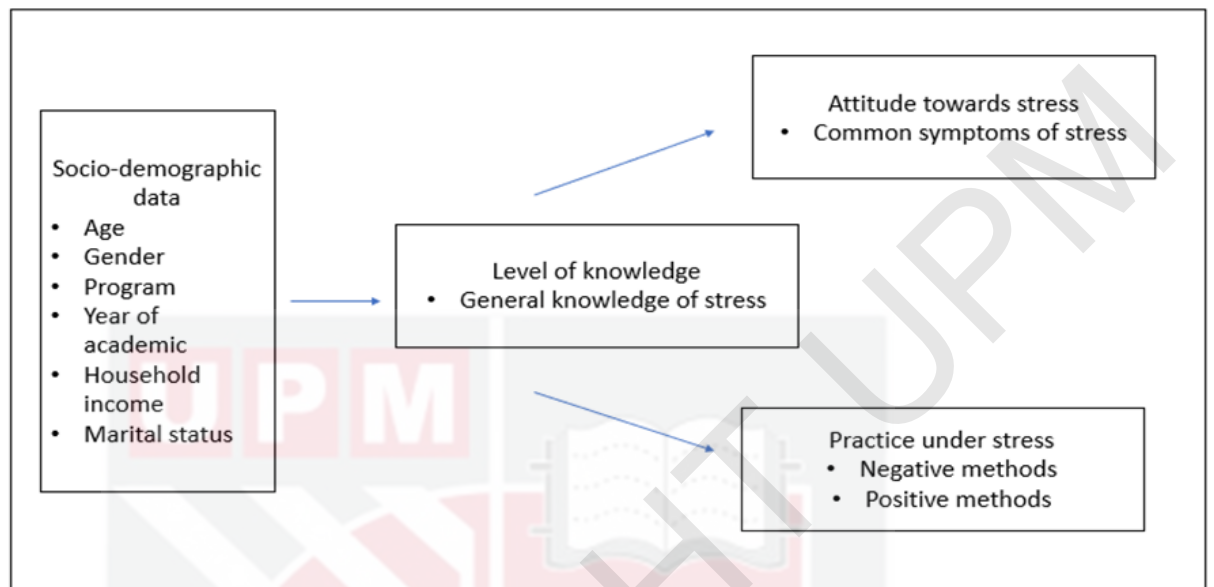 Socio-demographic
data
• Age
• Gender
• Program
• Year of
academic
• Household
income
• Marital status
Level of knowledge
• General knowledge of stress
Attitude towards stress
• Common symptoms of stress
Practice under stress
• Negative methods
• Positive methods
UPM
HT UPM